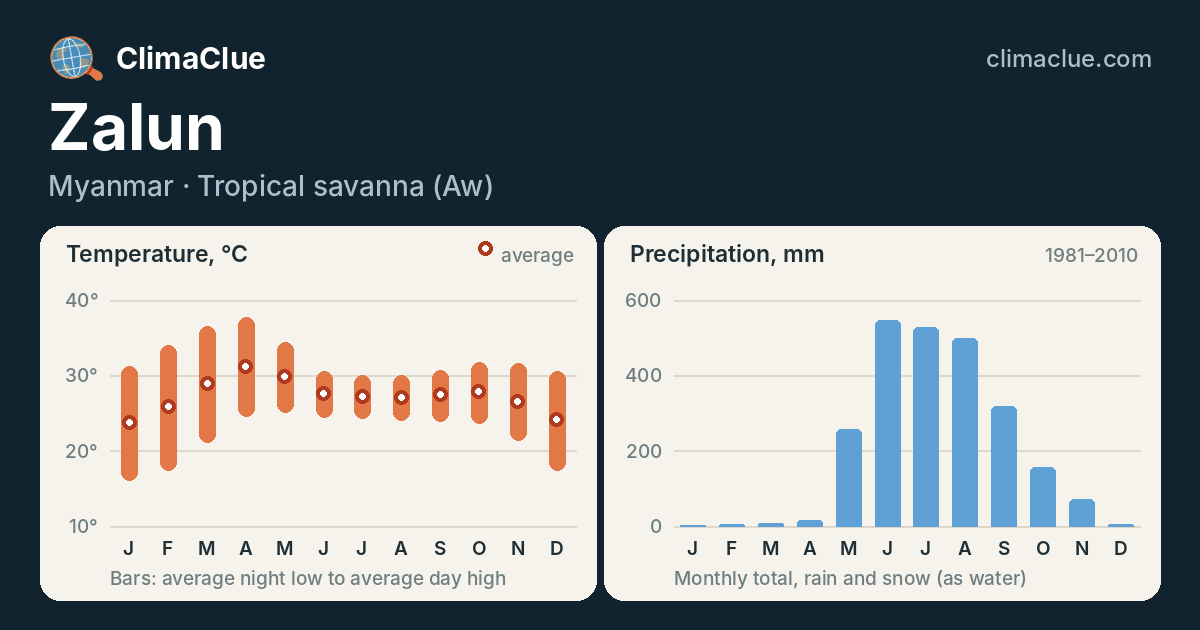 ClimaClue
climaclue.com
Zalun
Myanmar · Tropical savanna (Aw)
Temperature, °C
average
40°
30°
20°
10°
J F M A M J J A S O N D
Bars: average night low to average day high
Precipitation, mm
1981–2010
600
400
200
0
J F M A M J J A S O N D
Monthly total, rain and snow (as water)